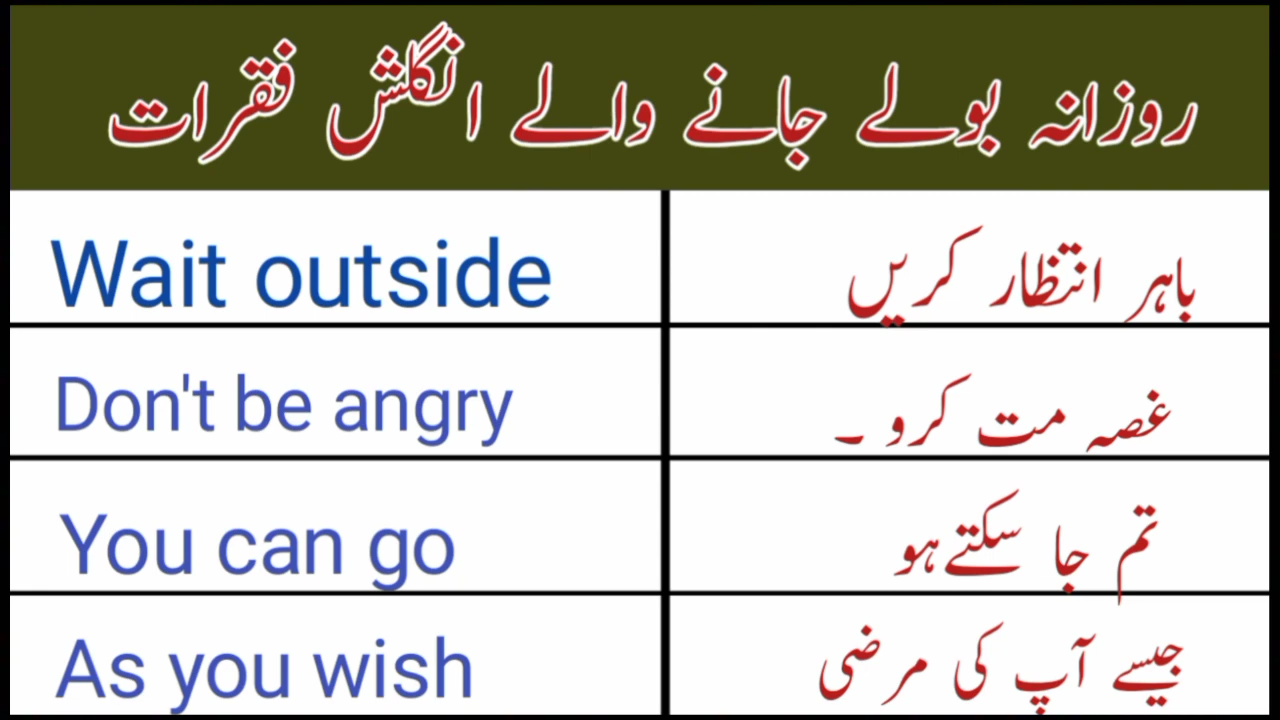 روزانہ بولے جانے والے انگلش فقرات
Wait outside باہر انتظار کریں
Don't be angry غصہ مت کرو ۔
You can go تم جا سکتے ہو
As you wish جیسے آپ کی مرضی